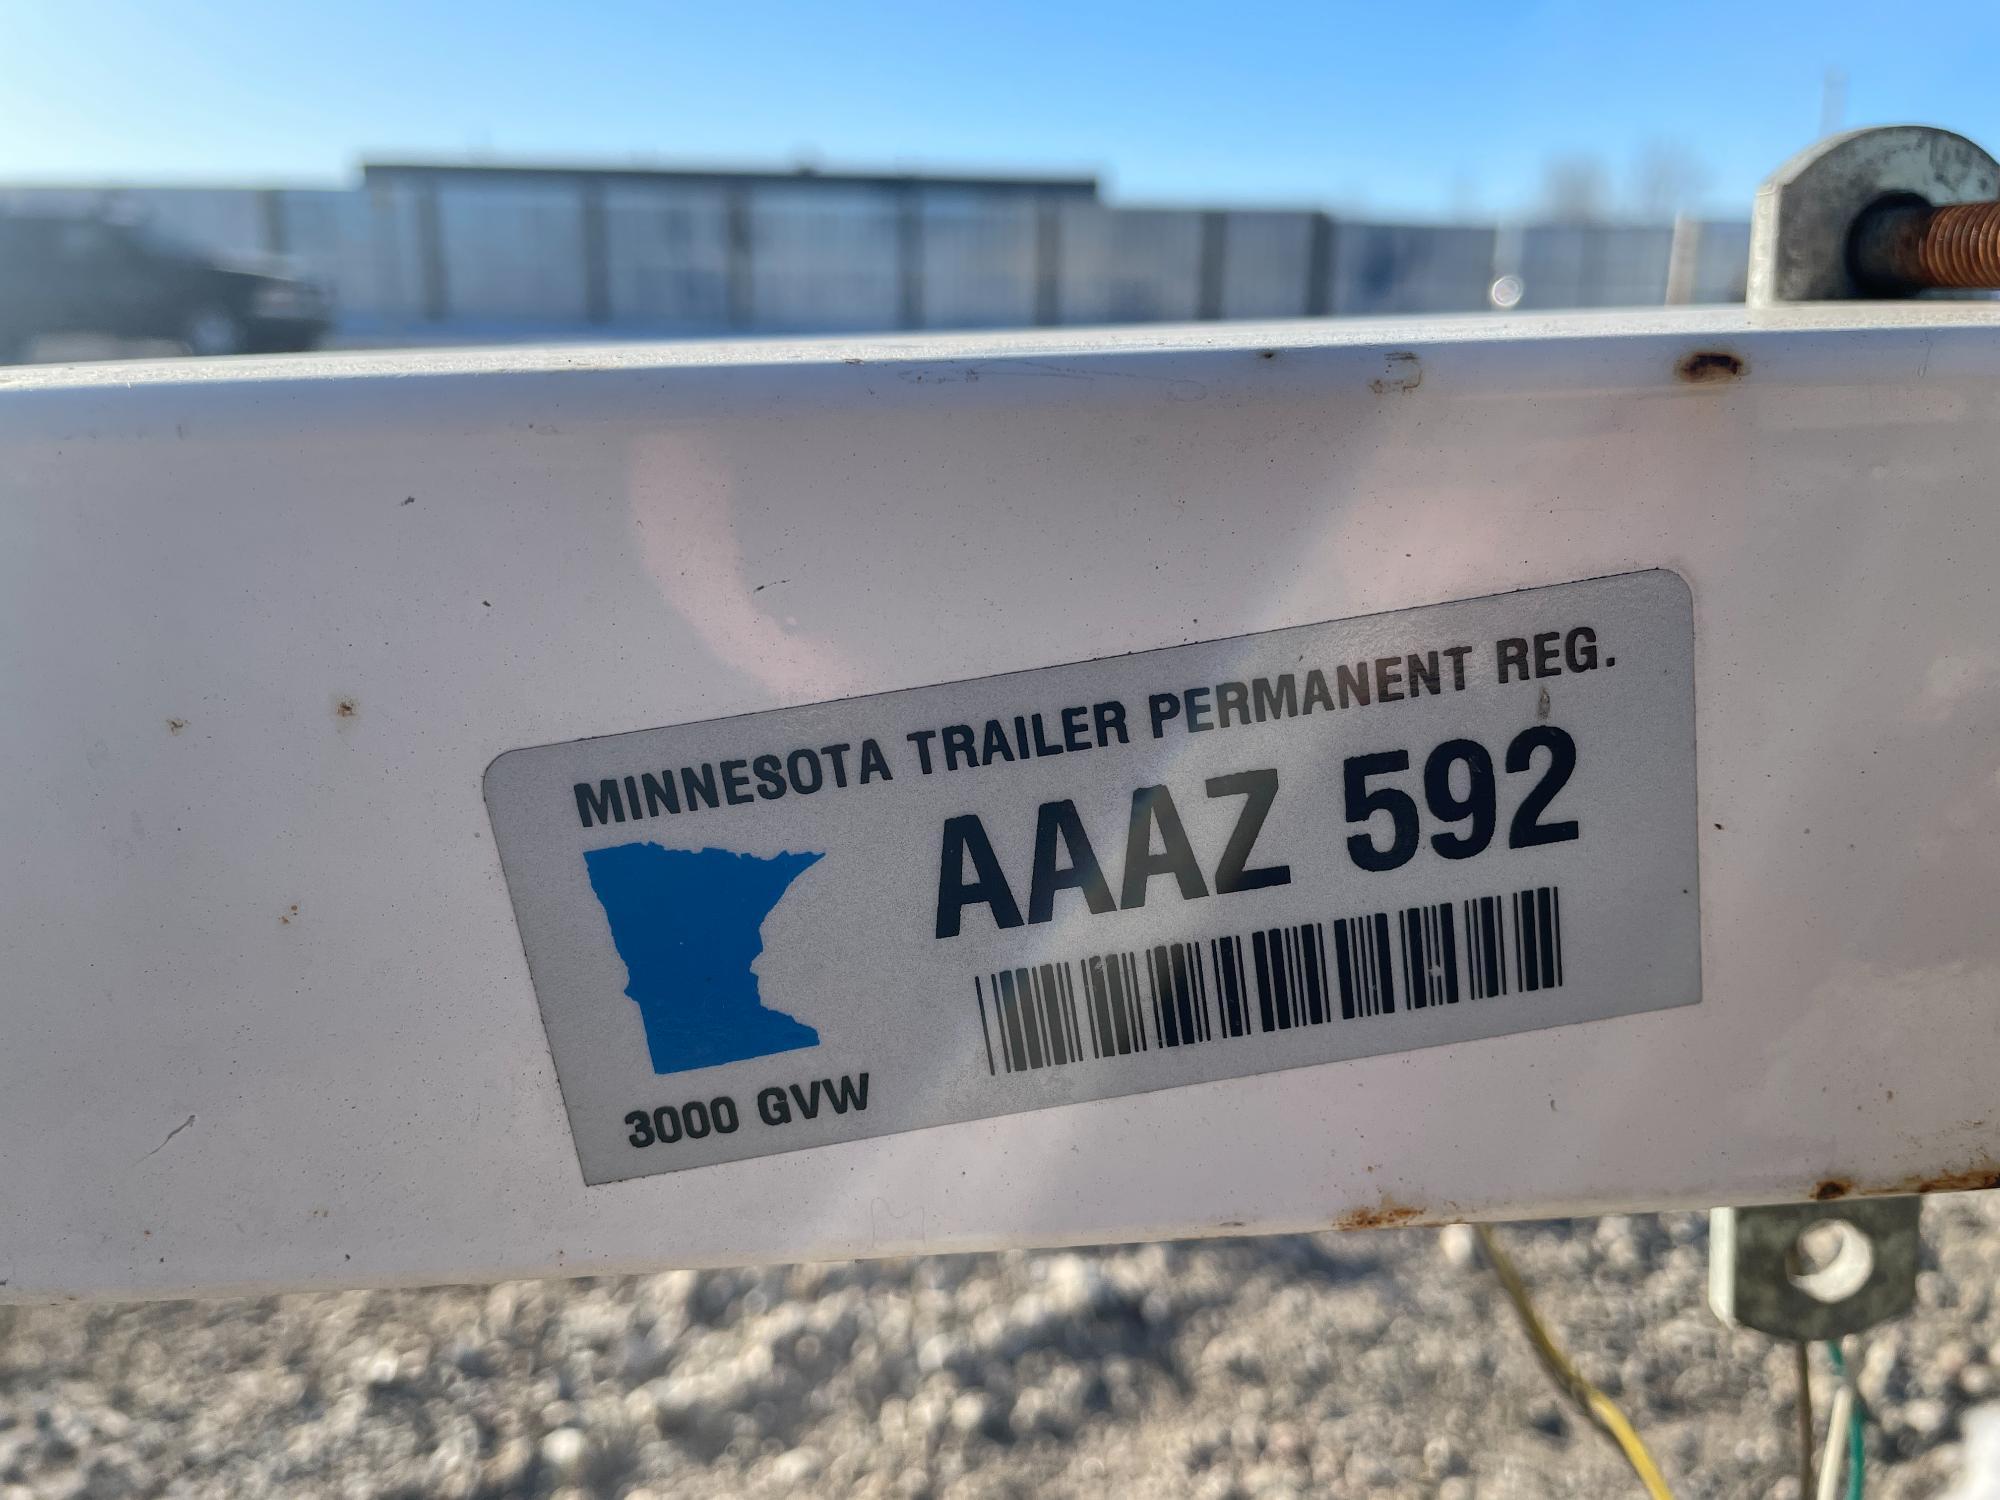 MINNESOTA TRAILER PERMANENT REG.
AAAZ 592
3000 GVW